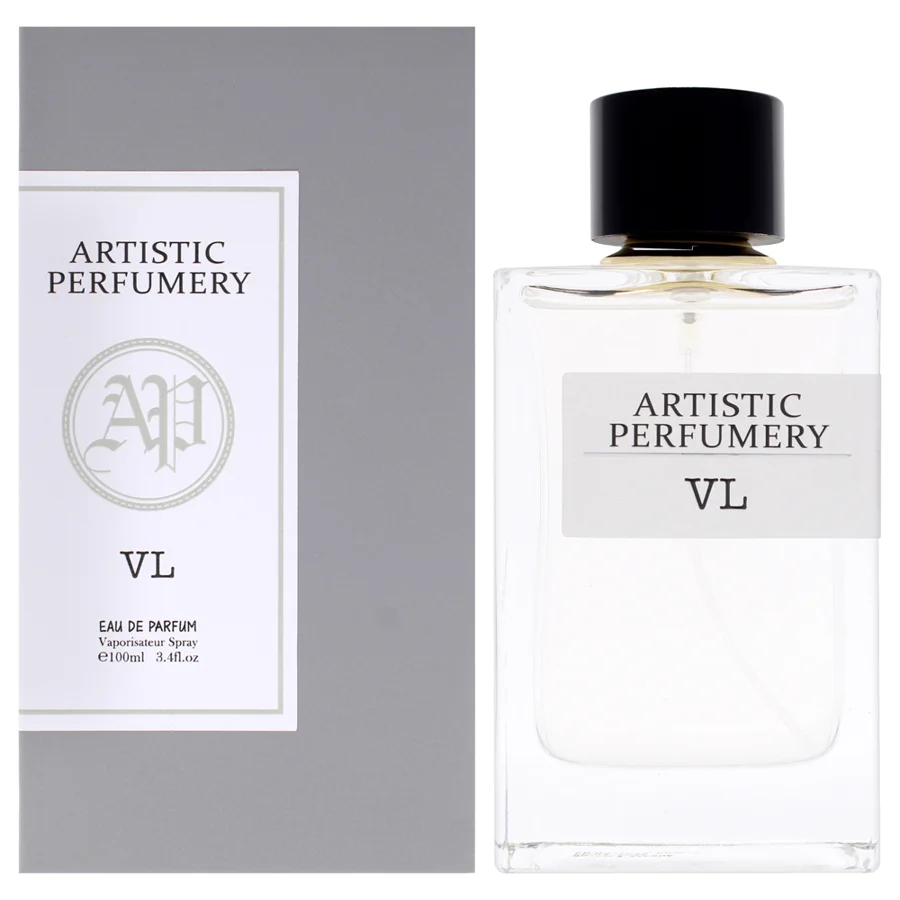 ARTISTIC
PERFUMERY
AP
VL
EAU DE PARFUM
Vaporisateur Spray
℮100ml 3.4fl.oz
ARTISTIC
PERFUMERY
VL